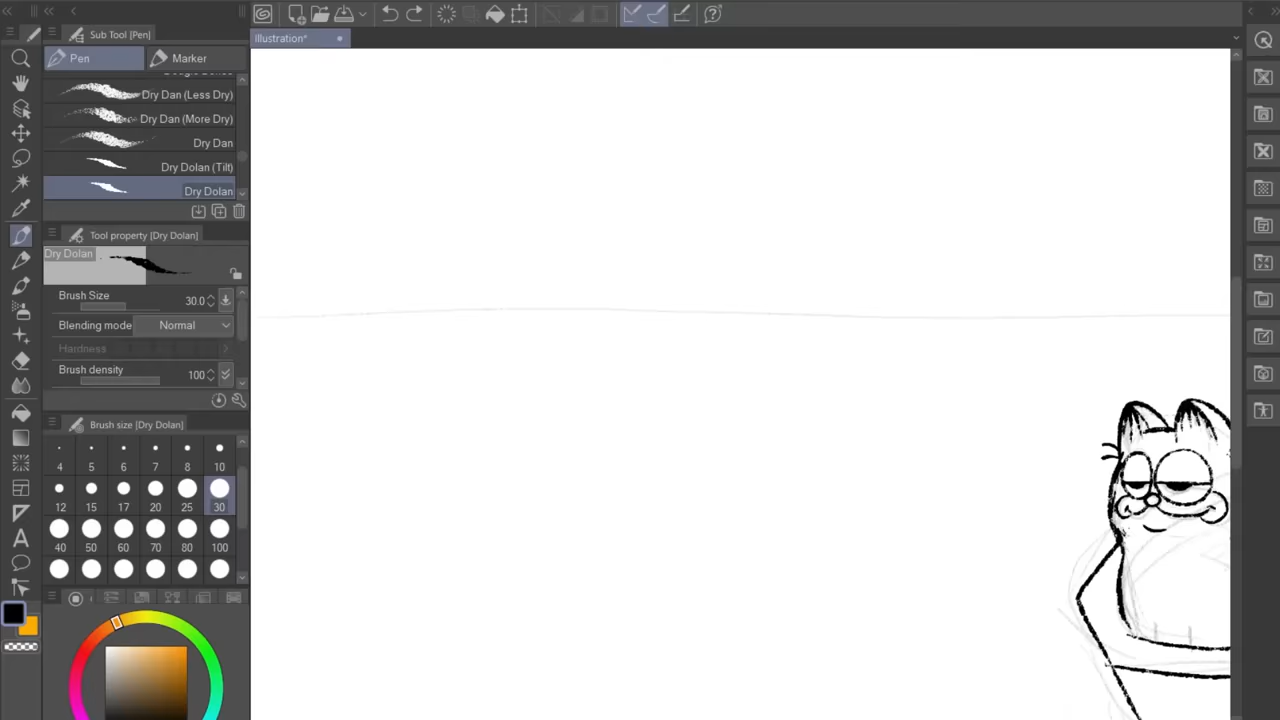 Sub Tool [Pen]
Illustration*
Pen
Marker
Dry Dan (Less Dry)
Dry Dan (More Dry)
Dry Dan
Dry Dolan (Tilt)
Dry Dolan
Tool property [Dry Dolan]
Dry Dolan
Brush Size
30.0
Blending mode
Normal
Hardness
Brush density
100
Brush size [Dry Dolan]
4 5 6 7 8 10
12 15 17 20 25 30
40 50 60 70 80 100